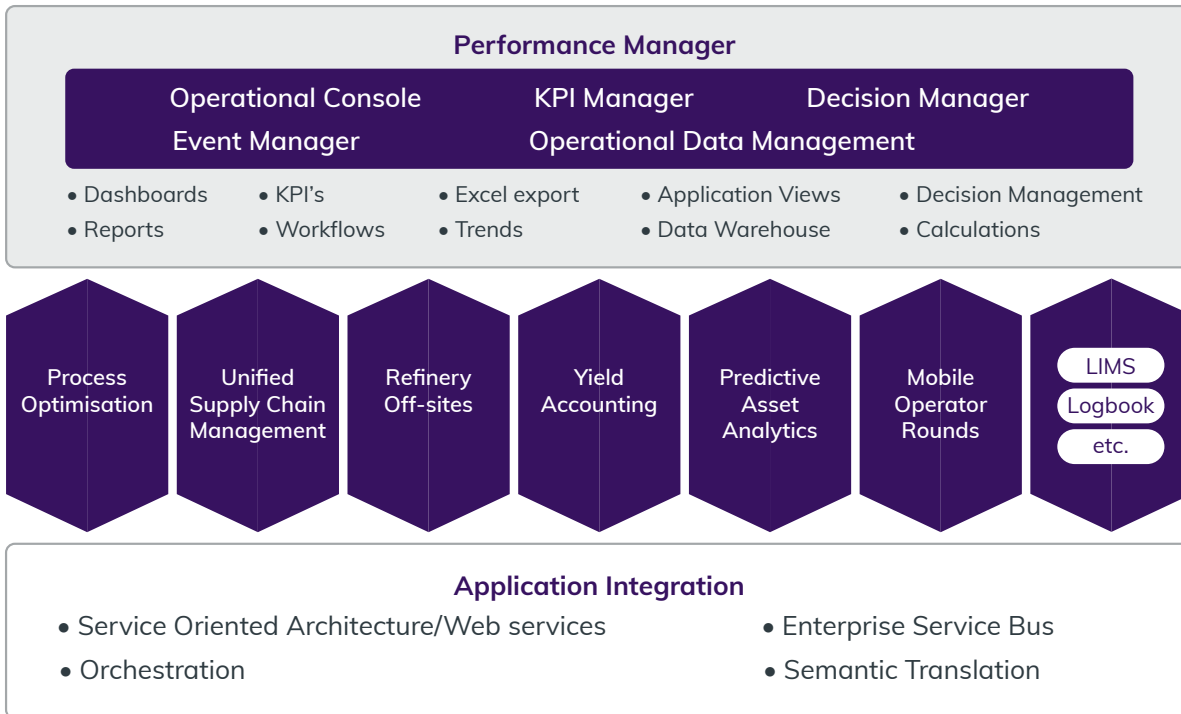 Performance Manager
Operational Console KPI Manager Decision Manager
Event Manager Operational Data Management
• Dashboards • KPI’s • Excel export • Application Views • Decision Management
• Reports • Workflows • Trends • Data Warehouse • Calculations
Process
Optimisation
Unified
Supply Chain
Management
Refinery
Off-sites
Yield
Accounting
Predictive
Asset
Analytics
Mobile
Operator
Rounds
LIMS
Logbook
etc.
Application Integration
• Service Oriented Architecture/Web services • Enterprise Service Bus
• Orchestration • Semantic Translation